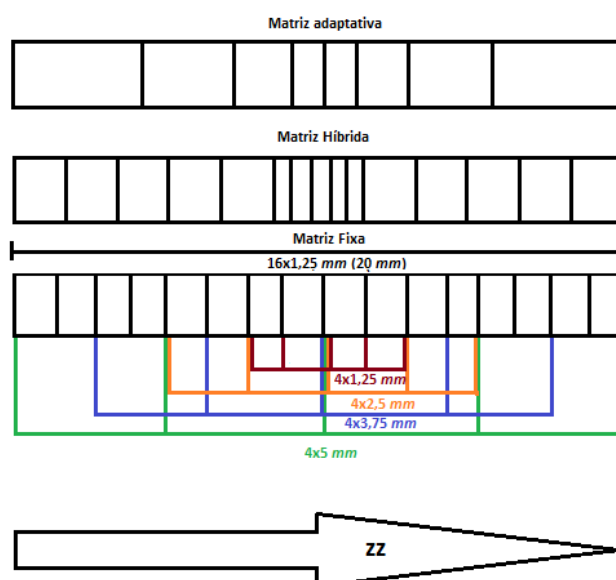 Matriz adaptativa
Matriz Híbrida
Matriz Fixa
16x1,25 mm (20 mm)
4x1,25 mm
4x2,5 mm
4x3,75 mm
4x5 mm
zz